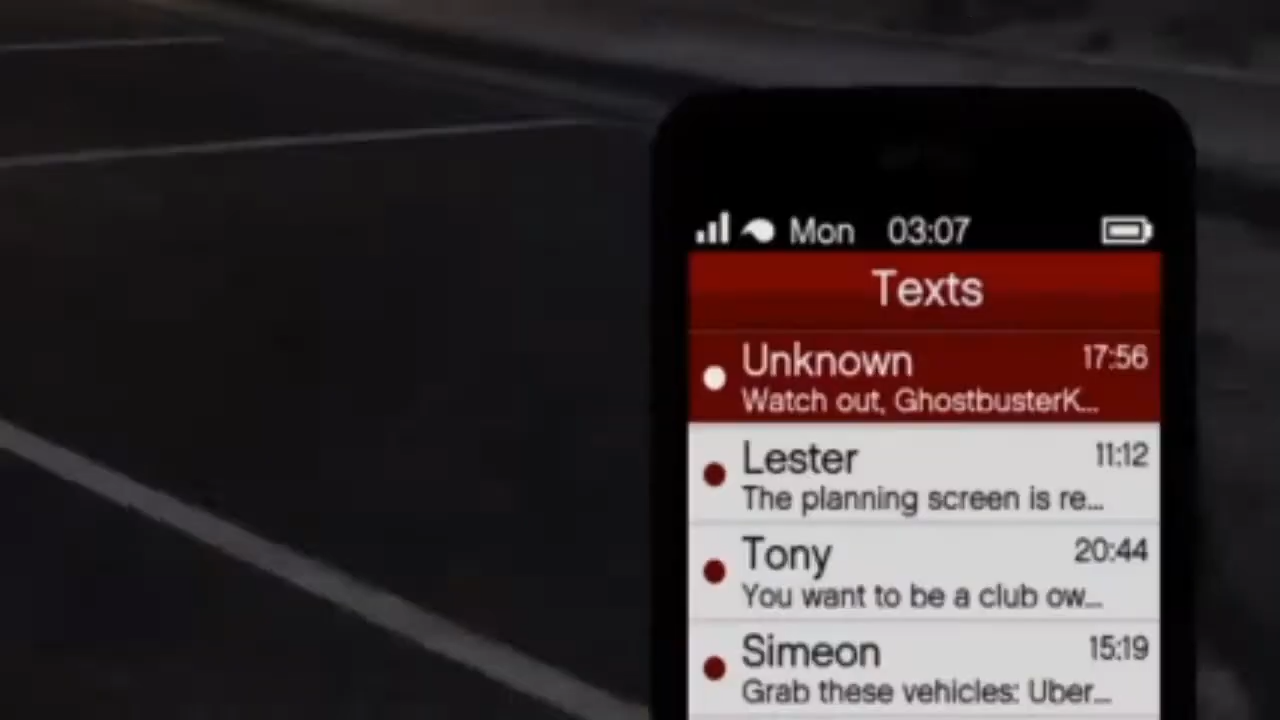 Mon 03:07
Texts
Unknown 17:56
Watch out, GhostbusterK...
Lester 11:12
The planning screen is re...
Tony 20:44
You want to be a club ow...
Simeon 15:19
Grab these vehicles: Uber...